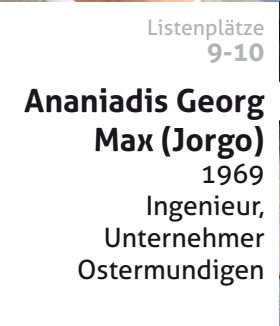 Listenplätze
9-10
Ananiadis Georg
Max (Jorgo)
1969
Ingenieur,
Unternehmer
Ostermundigen